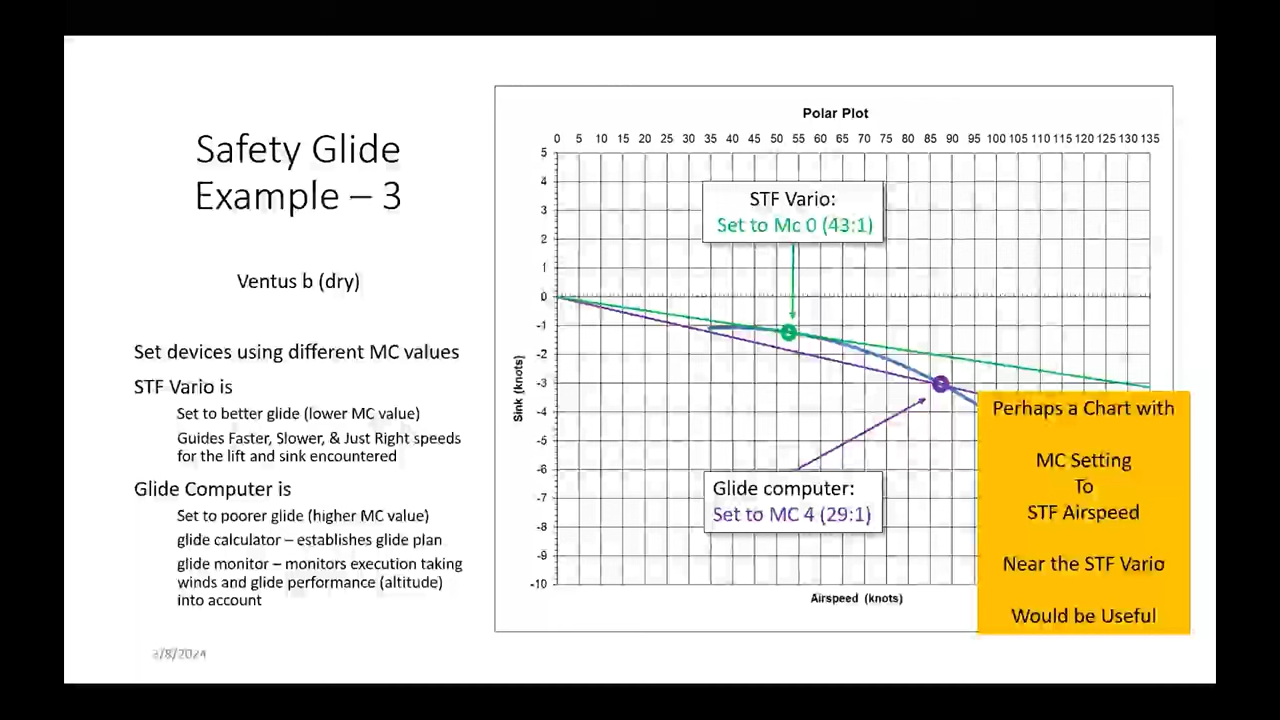 Safety Glide
Example – 3
Ventus b (dry)
Set devices using different MC values
STF Vario is
Set to better glide (lower MC value)
Guides Faster, Slower, & Just Right speeds
for the lift and sink encountered
Glide Computer is
Set to poorer glide (higher MC value)
glide calculator – establishes glide plan
glide monitor – monitors execution taking
winds and glide performance (altitude)
into account
3/8/2024
Polar Plot
0 5 10 15 20 25 30 35 40 45 50 55 60 65 70 75 80 85 90 95 100 105 110 115 120 125 130 135
5
4
3
2
1
0
-1
-2
-3
-4
-5
-6
-7
-8
-9
-10
Sink (knots)
Airspeed (knots)
STF Vario:
Set to Mc 0 (43:1)
Glide computer:
Set to MC 4 (29:1)
Perhaps a Chart with
MC Setting
To
STF Airspeed
Near the STF Vario
Would be Useful